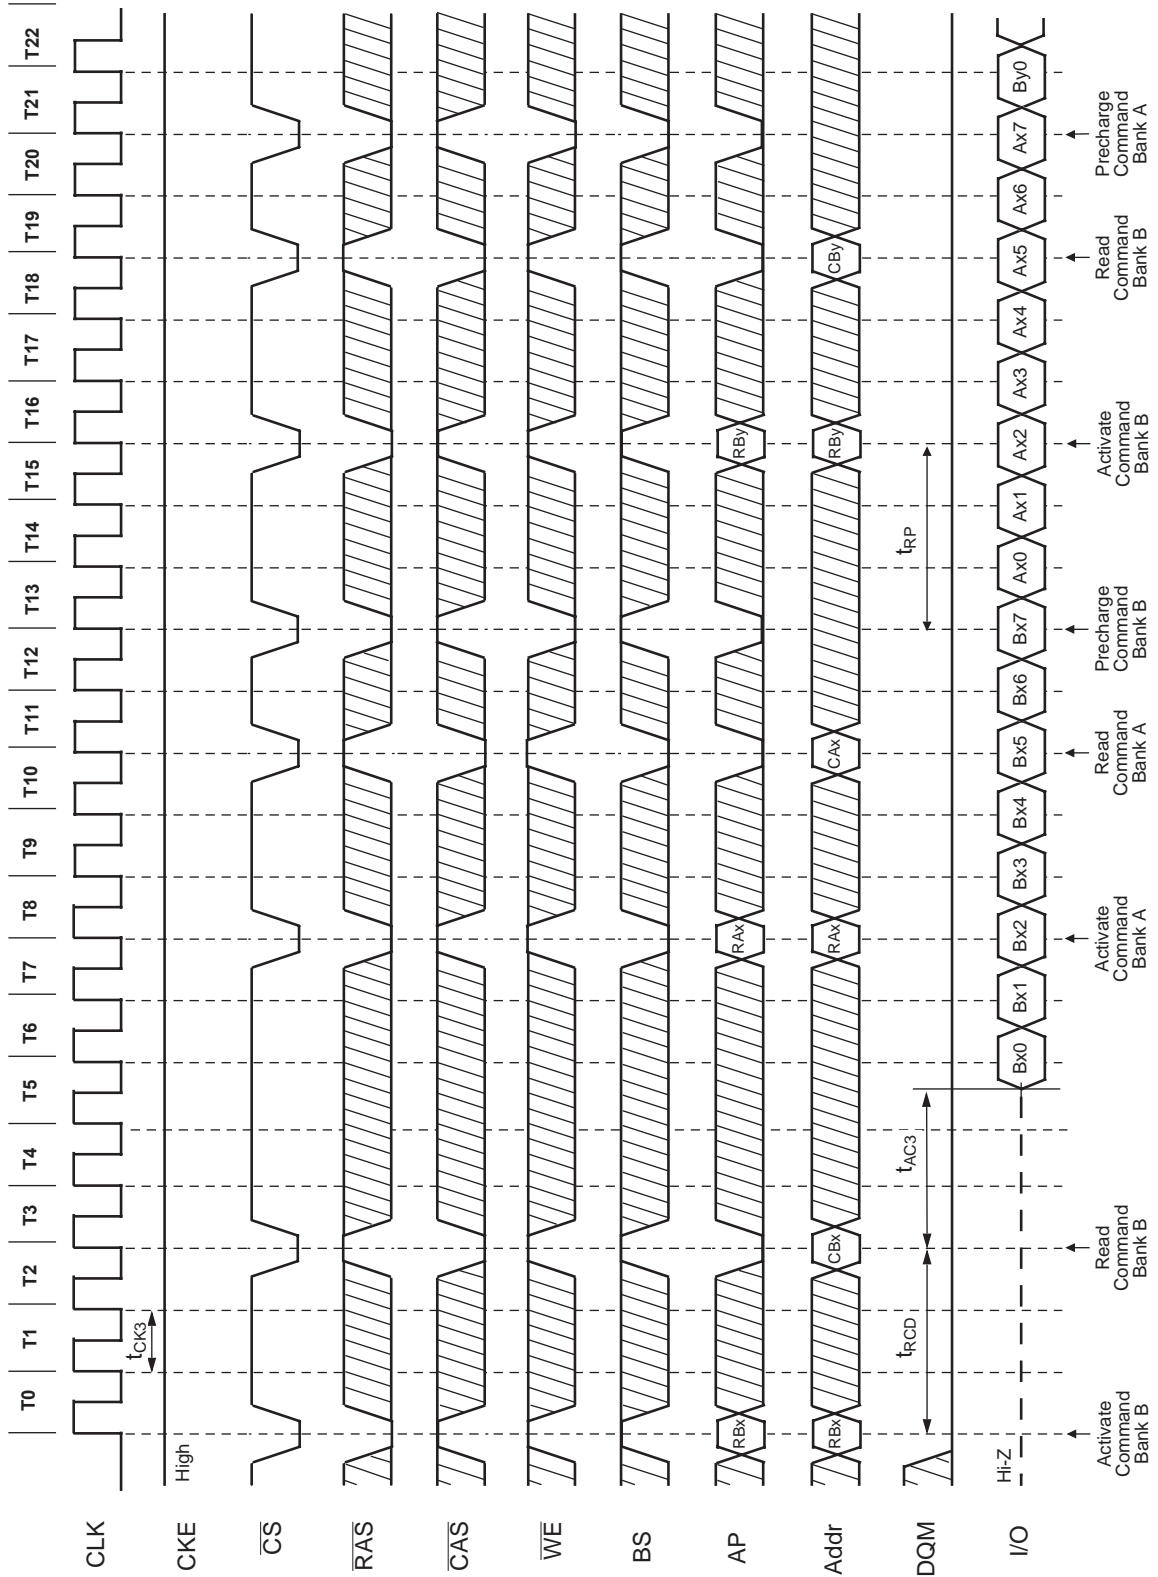 T0 T1 T2 T3 T4 T5 T6 T7 T8 T9 T10 T11 T12 T13 T14 T15 T16 T17 T18 T19 T20 T21 T22
CLK
tCK3
CKE
High
CS
RAS
CAS
WE
BS
AP
RBx RAx RBy
Addr
RBx CBx RAx CAx RBy CBy
DQM
tRCD tAC3 tRP
I/O
Hi-Z
Bx0 Bx1 Bx2 Bx3 Bx4 Bx5 Bx6 Bx7 Ax0 Ax1 Ax2 Ax3 Ax4 Ax5 Ax6 Ax7 By0
Activate
Command
Bank B
Read
Command
Bank B
Activate
Command
Bank A
Read
Command
Bank A
Precharge
Command
Bank B
Activate
Command
Bank B
Read
Command
Bank B
Precharge
Command
Bank A